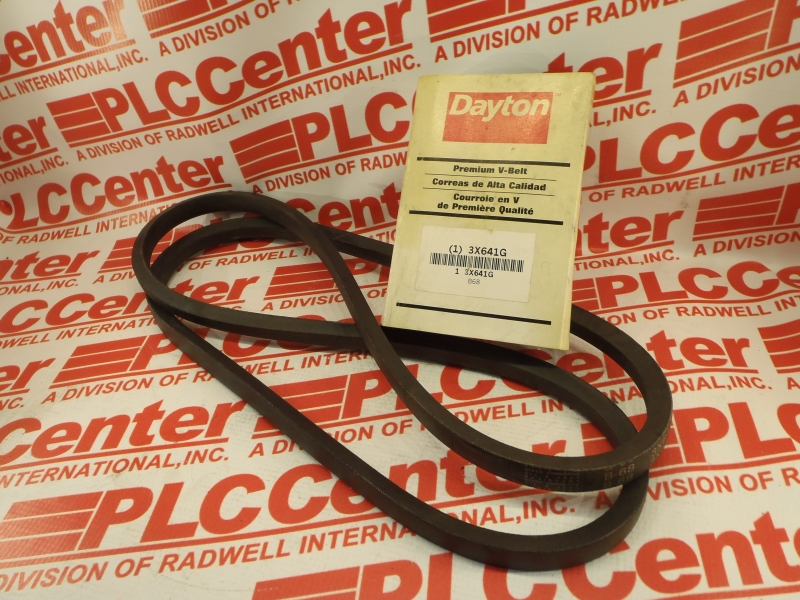 Dayton
Premium V-Belt
Correas de Alta Calidad
Courroie en V
de Première Qualité
(1) 3X641G
1 3X641G
068
PLCCenter
A DIVISION OF RADWELL INTERNATIONAL, INC.